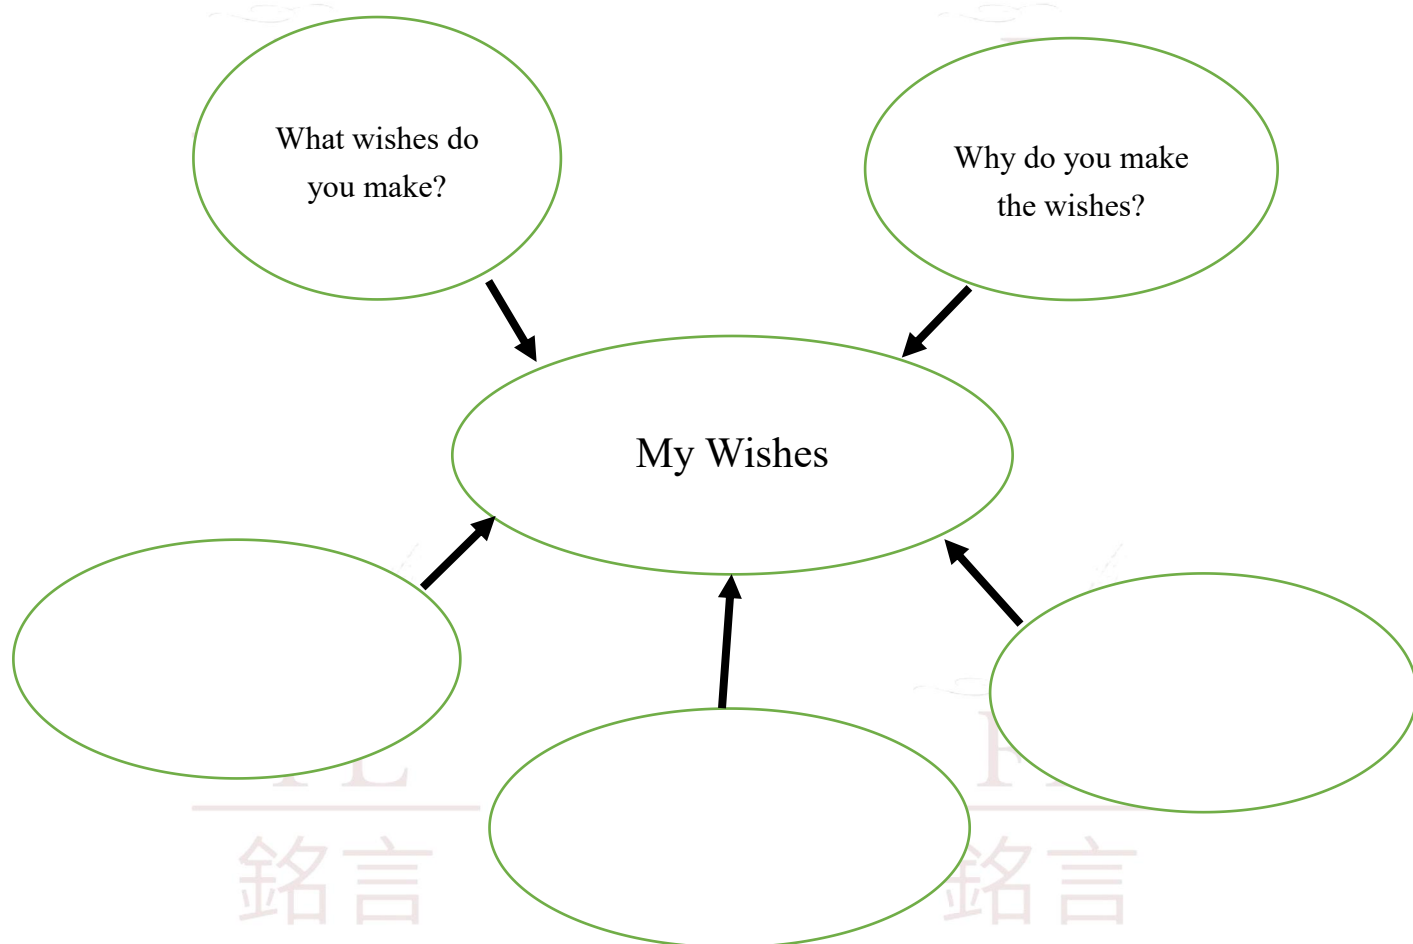 What wishes do
you make?
Why do you make
the wishes?
My Wishes
銘言
銘言